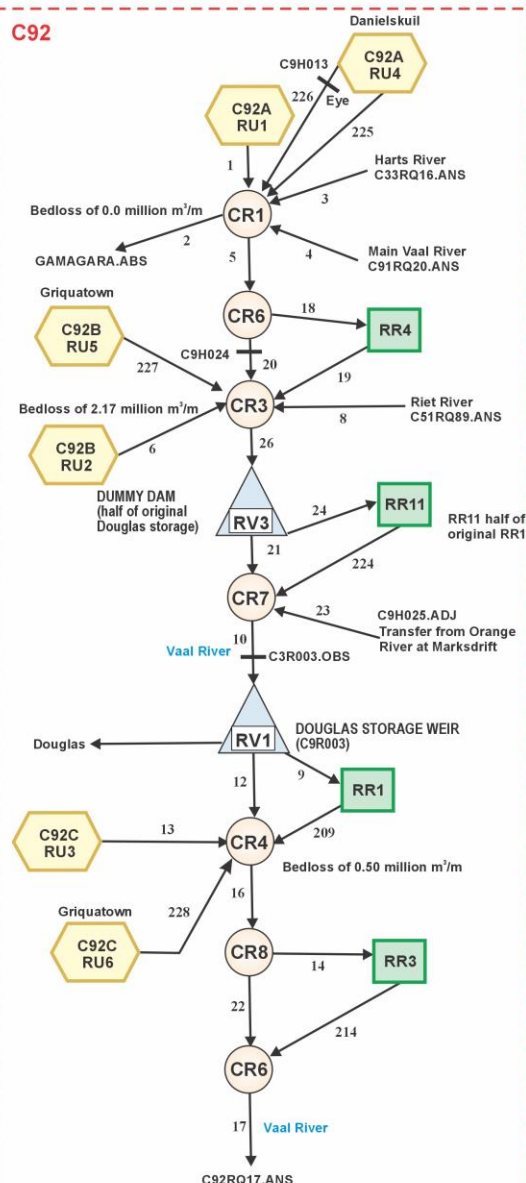 C92
Danielskuil
C92A
RU4
C9H013
226
Eye
C92A
RU1
225
1
Harts River
C33RQ16.ANS
3
CR1
Bedloss of 0.0 million m³/m
2
GAMAGARA.ABS
5
4
Main Vaal River
C91RQ20.ANS
Griquatown
C92B
RU5
CR6
18
RR4
227
C9H024
20
19
Bedloss of 2.17 million m³/m
CR3
8
Riet River
C51RQ89.ANS
C92B
RU2
6
26
DUMMY DAM
(half of original
Douglas storage)
RV3
24
RR11
RR11 half of
original RR1
21
224
CR7
23
C9H025.ADJ
Transfer from Orange
River at Marksdrift
10
Vaal River
C3R003.OBS
DOUGLAS STORAGE WEIR
(C9R003)
Douglas
RV1
9
12
RR1
C92C
RU3
13
209
CR4
Bedloss of 0.50 million m³/m
Griquatown
228
16
C92C
RU6
CR8
14
RR3
22
214
CR6
17
Vaal River
C92RQ17.ANS